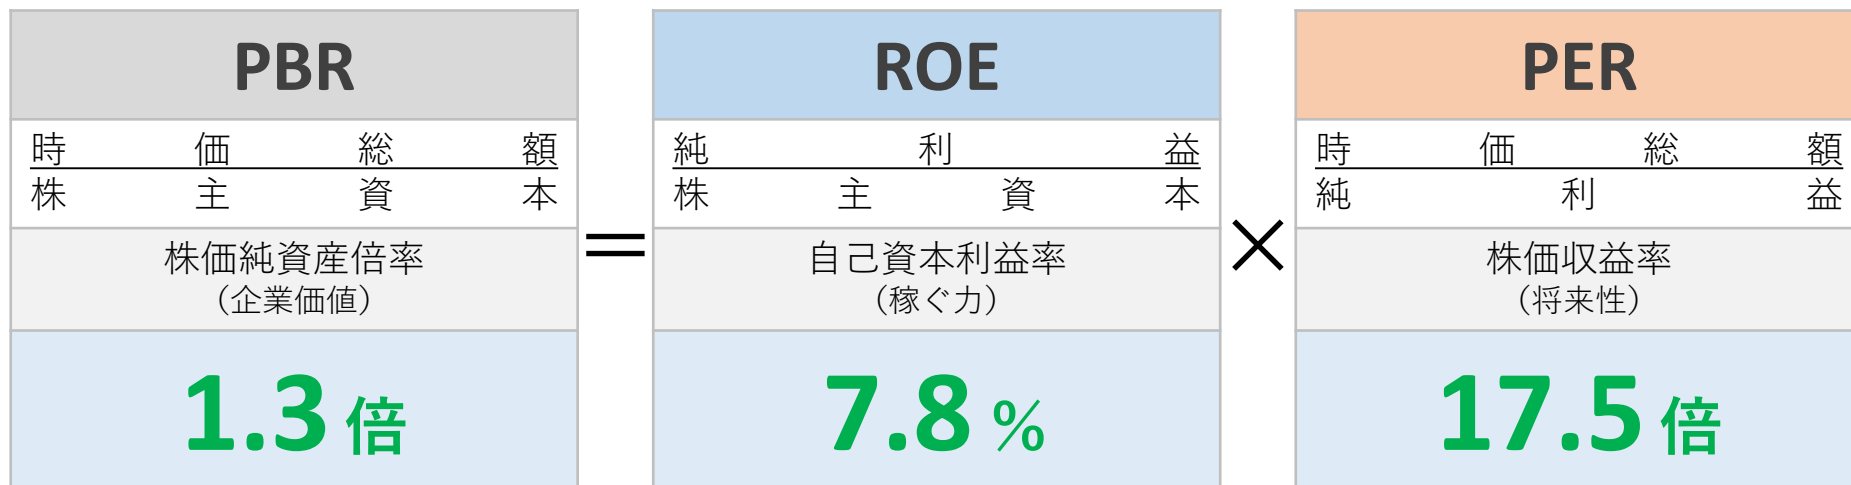 PBR
時価総額
株主資本
株価純資産倍率
（企業価値）
1.3倍
＝
ROE
純利益
株主資本
自己資本利益率
（稼ぐ力）
7.8％
×
PER
時価総額
純利益
株価収益率
（将来性）
17.5倍